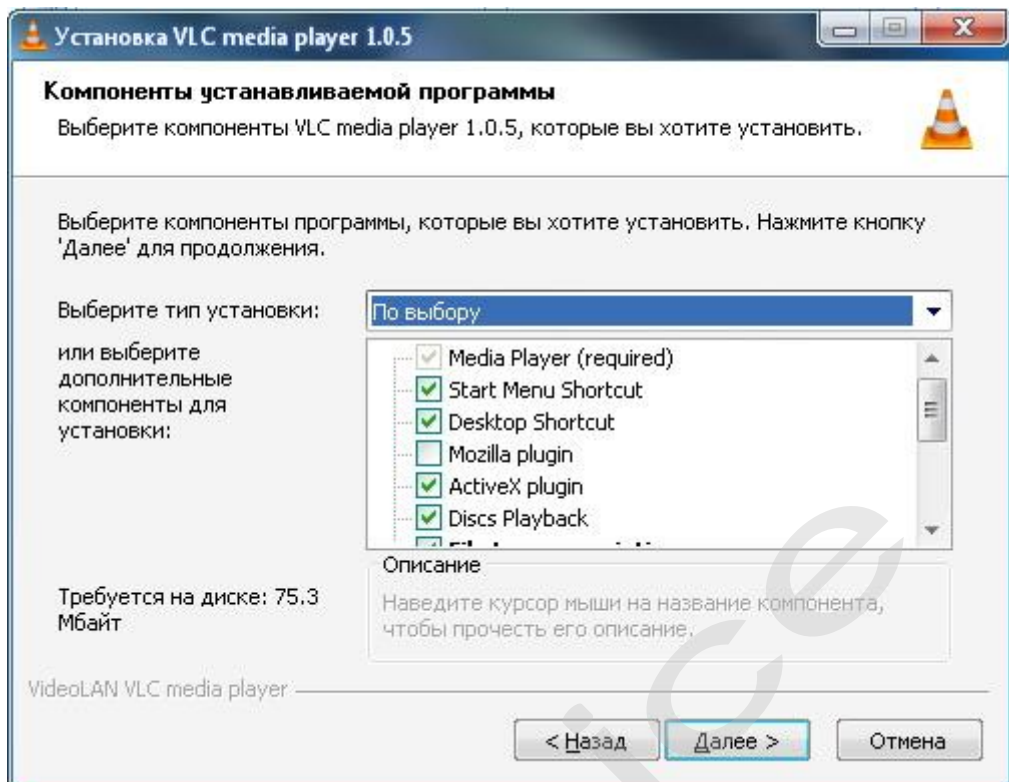 Установка VLC media player 1.0.5
Компоненты устанавливаемой программы
Выберите компоненты VLC media player 1.0.5, которые вы хотите установить.
Выберите компоненты программы, которые вы хотите установить. Нажмите кнопку
'Далее' для продолжения.
Выберите тип установки:
По выбору
или выберите
дополнительные
компоненты для
установки:
Media Player (required)
Start Menu Shortcut
Desktop Shortcut
Mozilla plugin
ActiveX plugin
Discs Playback
Требуется на диске: 75.3
Мбайт
Описание
Наведите курсор мыши на название компонента,
чтобы прочесть его описание.
VideoLAN VLC media player
< Назад
Далее >
Отмена